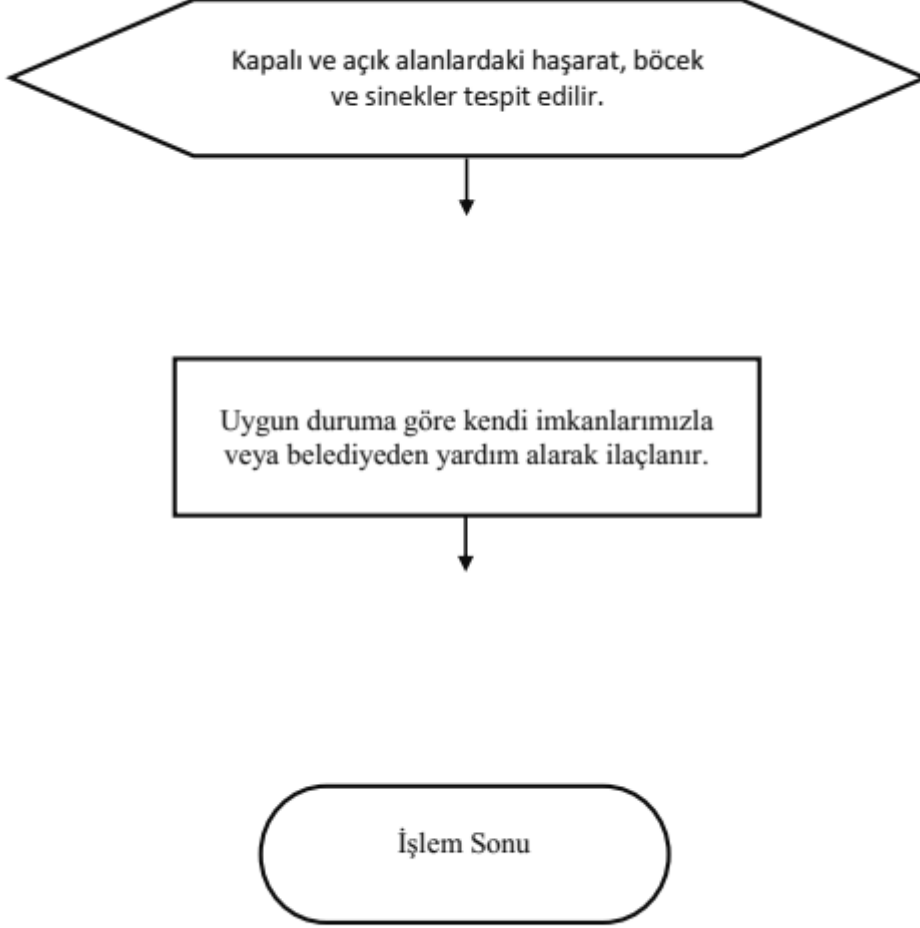 Kapalı ve açık alanlardaki haşarat, böcek
ve sinekler tespit edilir.
Uygun duruma göre kendi imkanlarımızla
veya belediyeden yardım alarak ilaçlanır.
İşlem Sonu